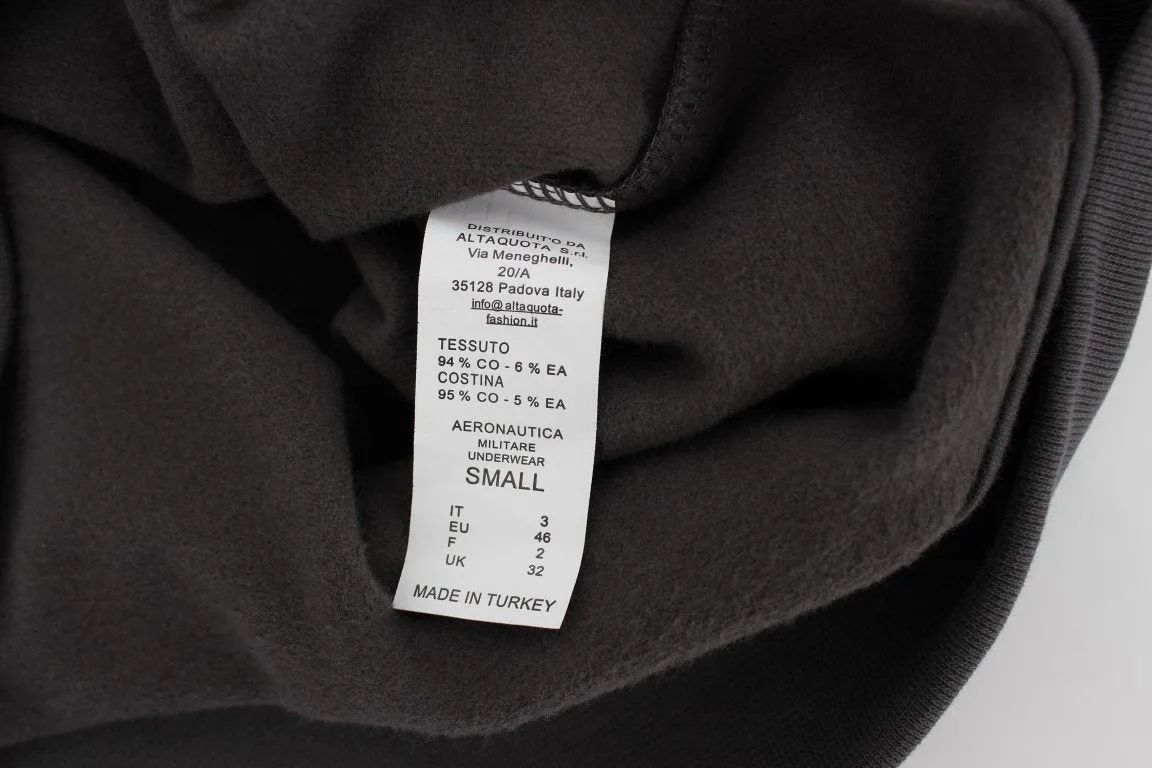 DISTRIBUITO DA
ALTAQUOTA S.r.l.
Via Meneghelli,
20/A
35128 Padova Italy
info@altaquota-
fashion.it
TESSUTO
94 % CO - 6 % EA
COSTINA
95 % CO - 5 % EA
AERONAUTICA
MILITARE
UNDERWEAR
SMALL
IT 3
EU 46
F 2
UK 32
MADE IN TURKEY